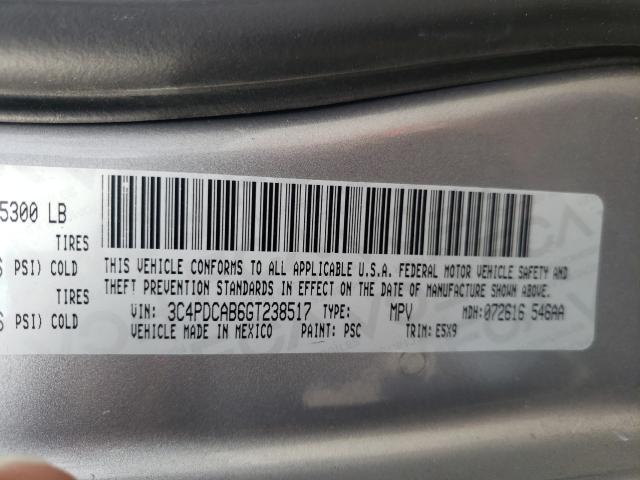 5300 LB
TIRES
PSI) COLD
TIRES
PSI) COLD
THIS VEHICLE CONFORMS TO ALL APPLICABLE U.S.A. FEDERAL MOTOR VEHICLE SAFETY AND
THEFT PREVENTION STANDARDS IN EFFECT ON THE DATE OF MANUFACTURE SHOWN ABOVE.
VIN: 3C4PDCAB6GT238517 TYPE: MPV MDH: 072616 546AA
VEHICLE MADE IN MEXICO PAINT: PSC TRIM: E5X9